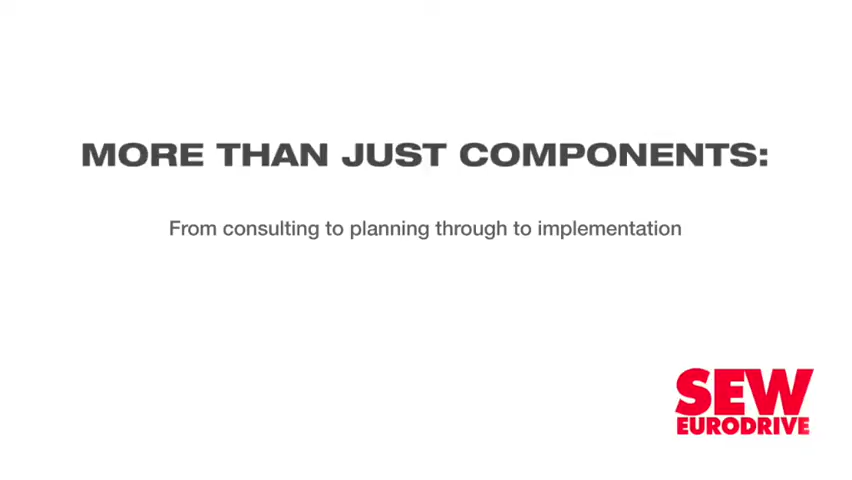 MORE THAN JUST COMPONENTS:
From consulting to planning through to implementation
SEW
EURODRIVE